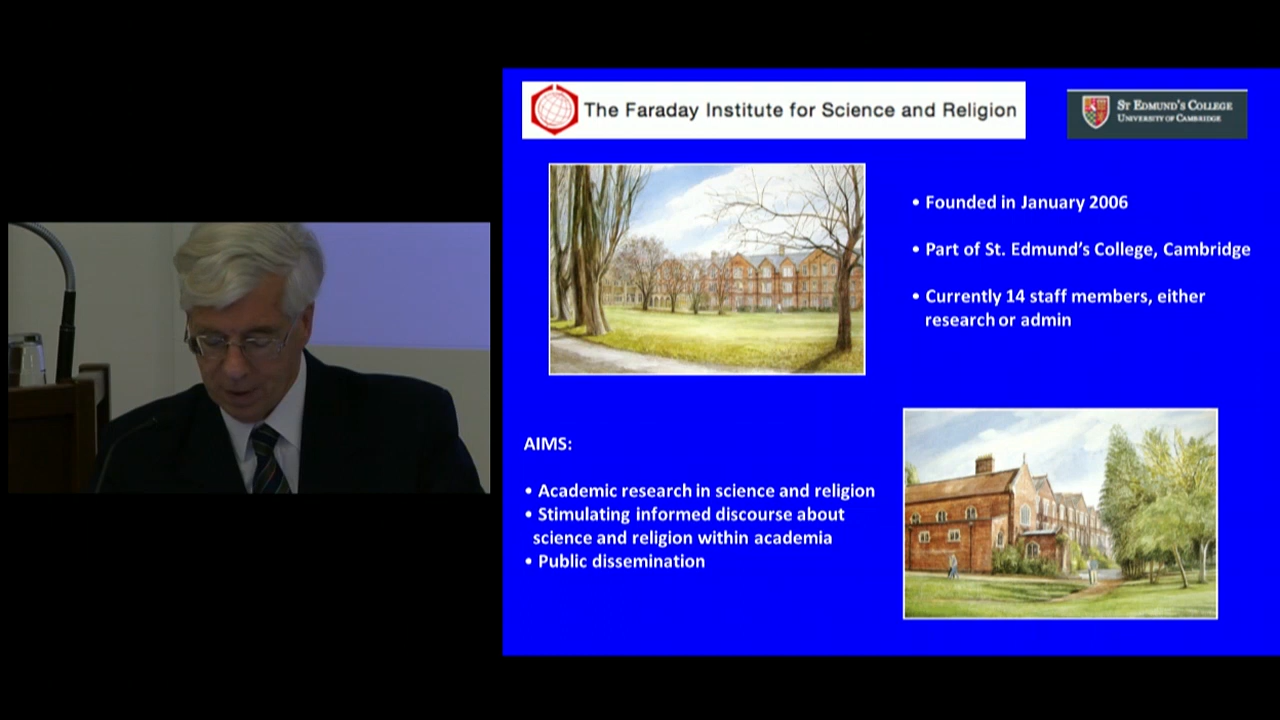 The Faraday Institute for Science and Religion
ST EDMUND'S COLLEGE
UNIVERSITY OF CAMBRIDGE
• Founded in January 2006
• Part of St. Edmund's College, Cambridge
• Currently 14 staff members, either
research or admin
AIMS:
• Academic research in science and religion
• Stimulating informed discourse about
science and religion within academia
• Public dissemination